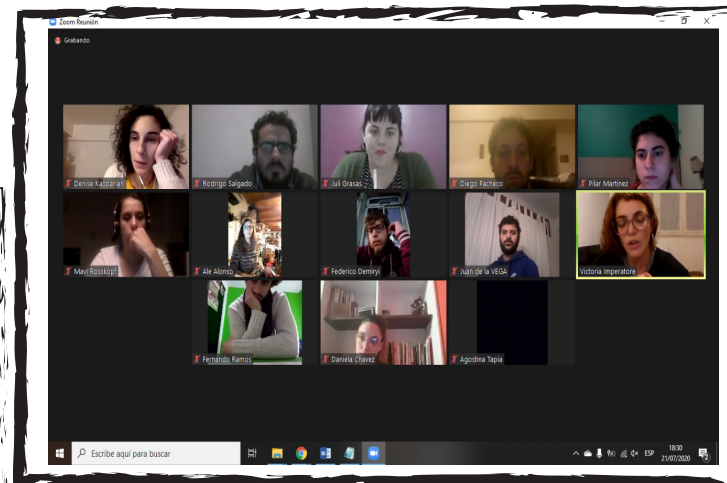 Zoom Reunión
Grabando
Denise Kasparian
Rodrigo Salgado
Juli Grasas
Diego Pacheco
Pilar Martinez
Mavi Rosskopf
Ale Alonso
Federico Demiryi
Juan de la VEGA
Victoria Imperatore
Fernando Ramos
Daniela Chavez
Agostina Tapia
Escribe aquí para buscar
ESP
18:30
21/07/2020
2